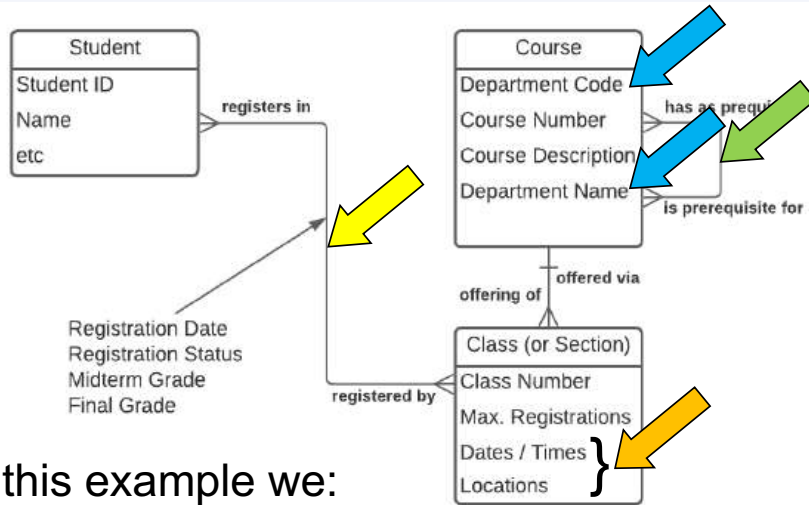 Student
Student ID
Name
etc
registers in
Course
Department Code
Course Number
Course Description
Department Name
has as
is prerequisite for
offered via
offering of
Registration Date
Registration Status
Midterm Grade
Final Grade
registered by
Class (or Section)
Class Number
Max. Registrations
Dates / Times
Locations
}
this example we: